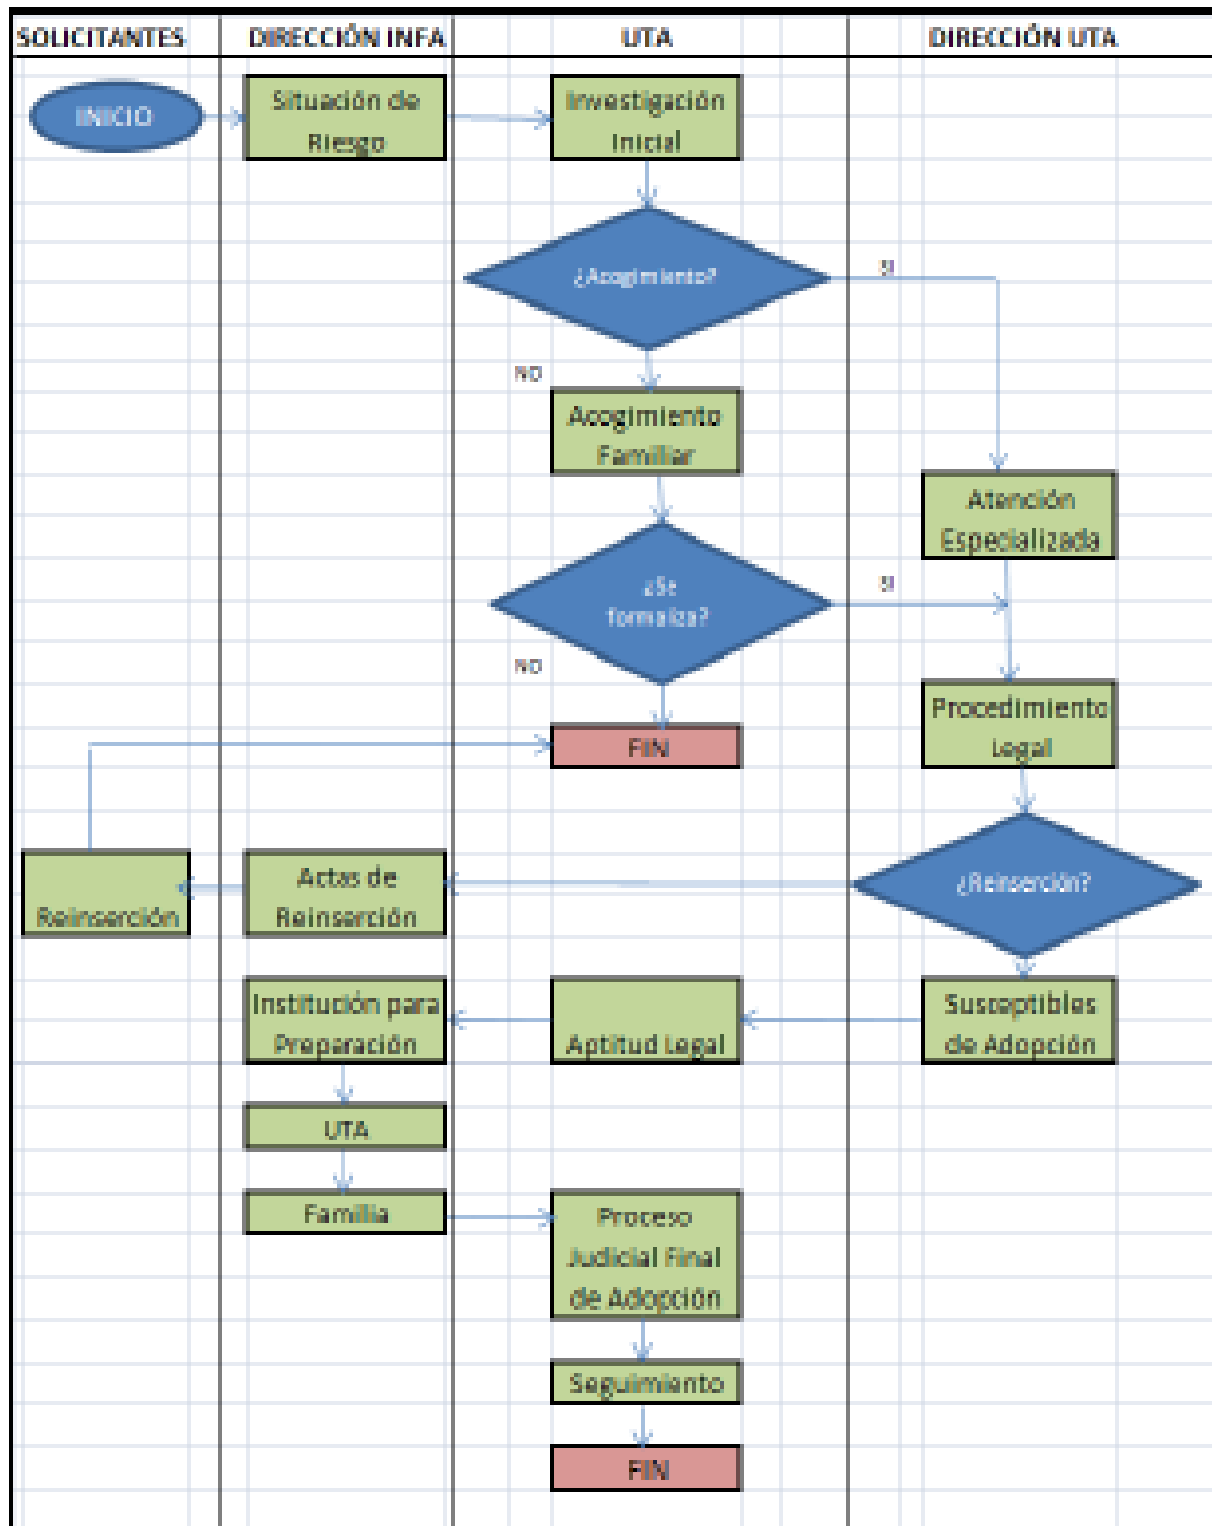 SOLICITANTES
DIRECCIÓN INFA
UTA
DIRECCIÓN UTA
INICIO
Situación de
Riesgo
Investigación
Inicial
¿Acogimiento?
SI
NO
Acogimiento
Familiar
Atención
Especializada
¿Se
formaliza?
SI
NO
FIN
Procedimiento
Legal
¿Reinserción?
Actas de
Reinserción
Reinserción
Susceptibles
de Adopción
Aptitud Legal
Institución para
Preparación
UTA
Familia
Proceso
Judicial Final
de Adopción
Seguimiento
FIN